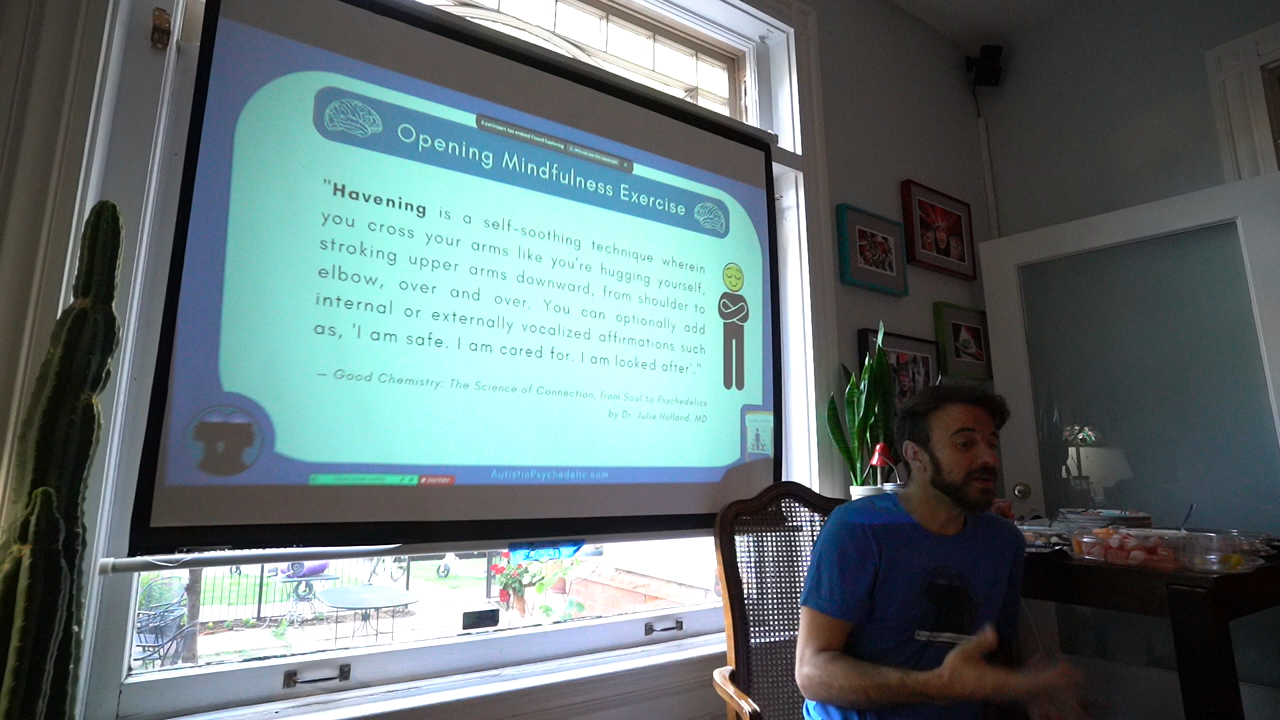 Opening Mindfulness Exercise
"Havening is a self-soothing technique wherein
you cross your arms like you're hugging yourself,
stroking upper arms downward, from shoulder to
elbow, over and over. You can optionally add
internal or externally vocalized affirmations such
as, 'I am safe. I am cared for. I am looked after'."
– Good Chemistry: The Science of Connection, from Soul to Psychedelics
by Dr. Julie Holland, MD
AutisticPsychedelic.com